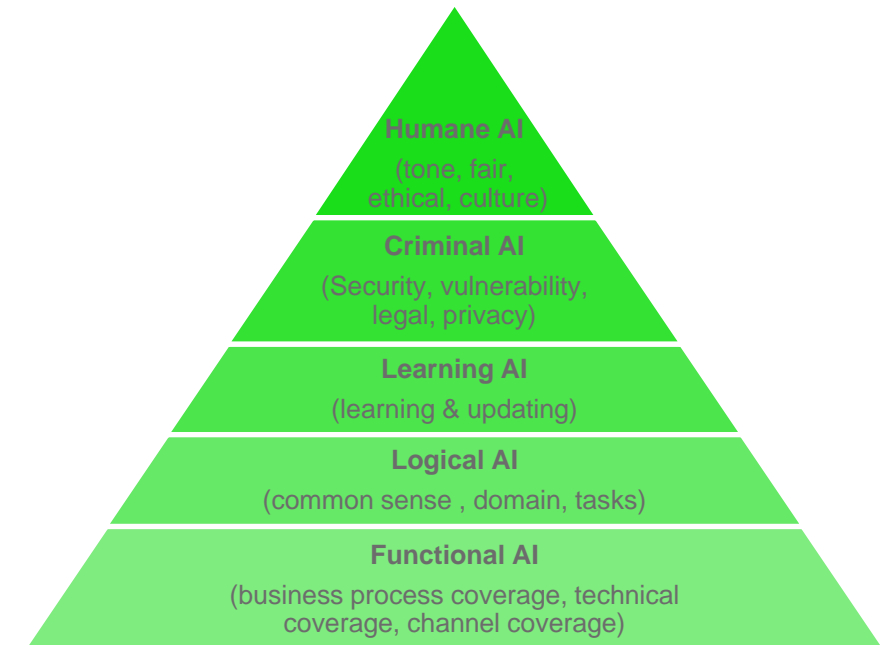 Humane AI
(tone, fair,
ethical, culture)
Criminal AI
(Security, vulnerability,
legal, privacy)
Learning AI
(learning & updating)
Logical AI
(common sense , domain, tasks)
Functional AI
(business process coverage, technical
coverage, channel coverage)